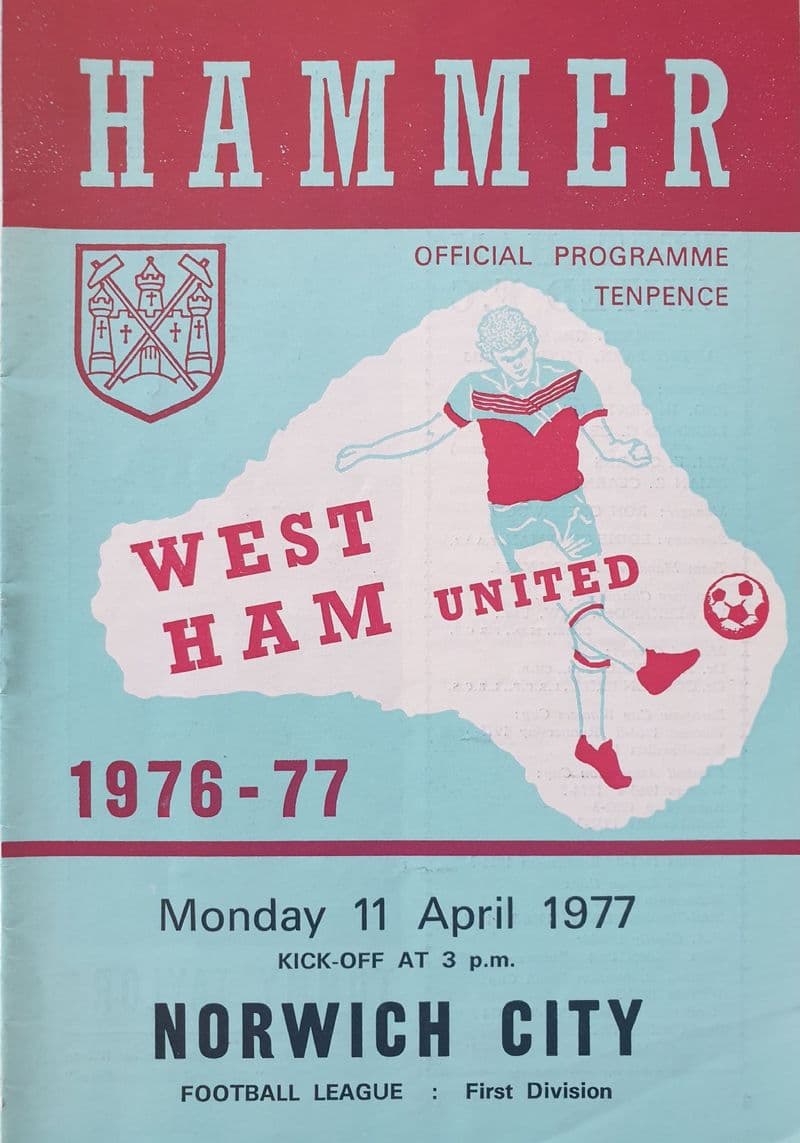 HAMMER
OFFICIAL PROGRAMME
TENPENCE
WEST
HAM UNITED
1976-77
Monday 11 April 1977
KICK-OFF AT 3 p.m.
NORWICH CITY
FOOTBALL LEAGUE : First Division